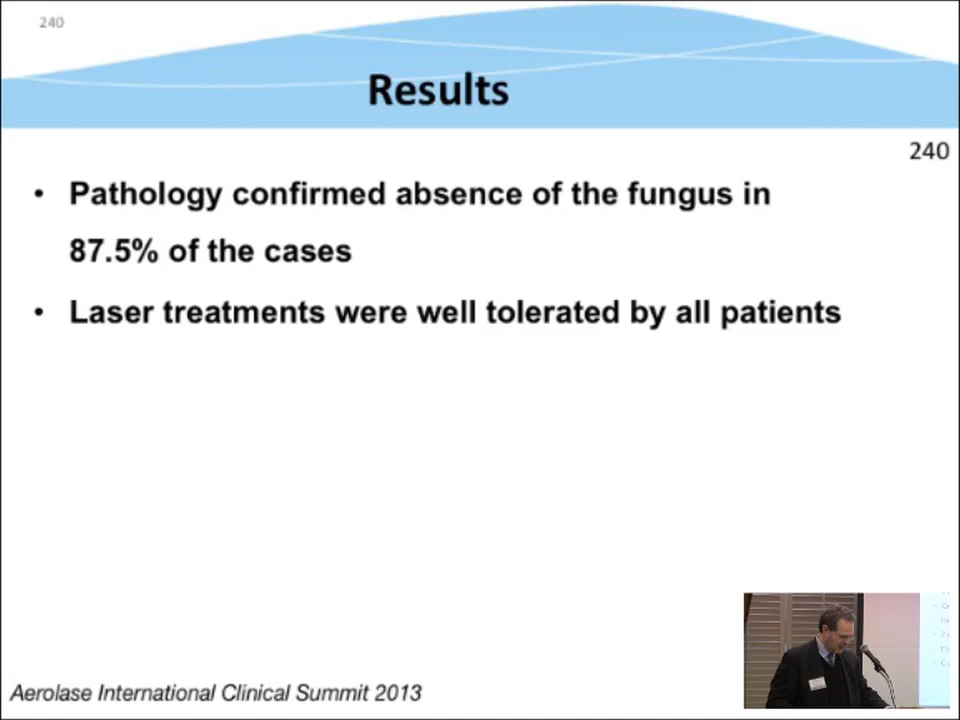 240
Results
240
• Pathology confirmed absence of the fungus in
87.5% of the cases
• Laser treatments were well tolerated by all patients
Aerolase International Clinical Summit 2013